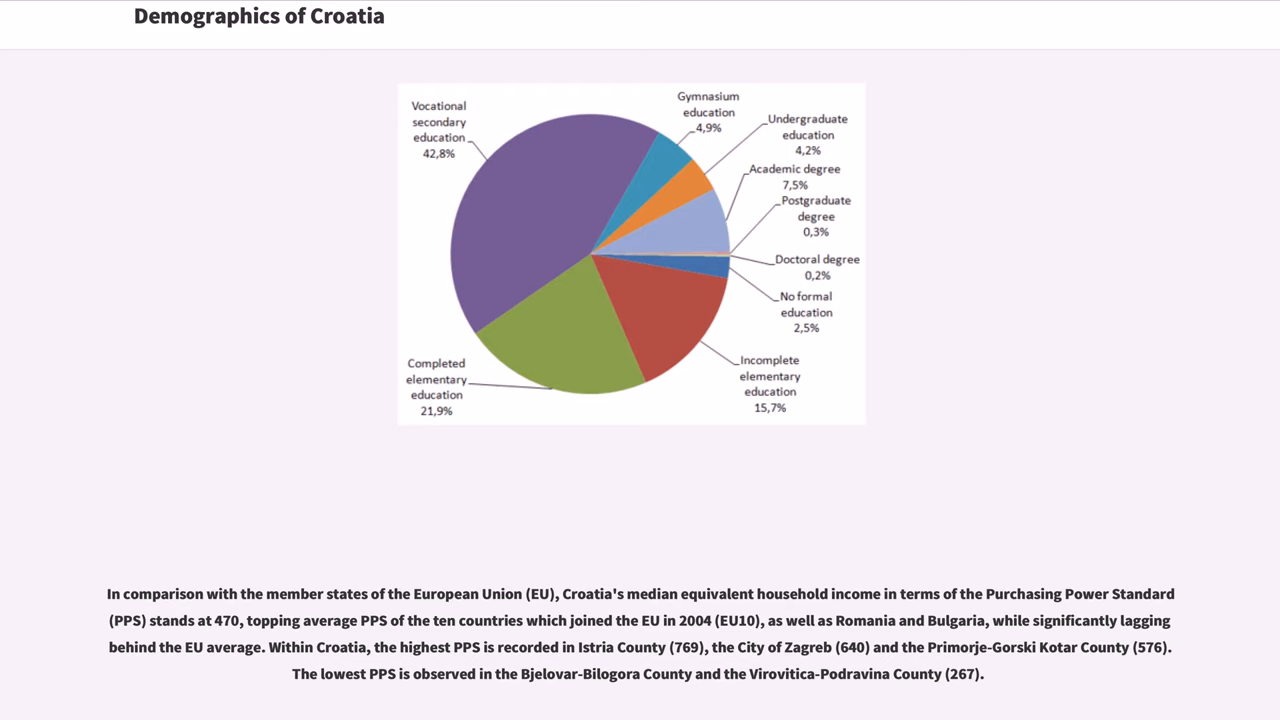 Demographics of Croatia
Vocational
secondary
education
42,8%
Gymnasium
education
4,9%
Undergraduate
education
4,2%
Academic degree
7,5%
Postgraduate
degree
0,3%
Doctoral degree
0,2%
No formal
education
2,5%
Incomplete
elementary
education
15,7%
Completed
elementary
education
21,9%
In comparison with the member states of the European Union (EU), Croatia's median equivalent household income in terms of the Purchasing Power Standard
(PPS) stands at 470, topping average PPS of the ten countries which joined the EU in 2004 (EU10), as well as Romania and Bulgaria, while significantly lagging
behind the EU average. Within Croatia, the highest PPS is recorded in Istria County (769), the City of Zagreb (640) and the Primorje-Gorski Kotar County (576).
The lowest PPS is observed in the Bjelovar-Bilogora County and the Virovitica-Podravina County (267).